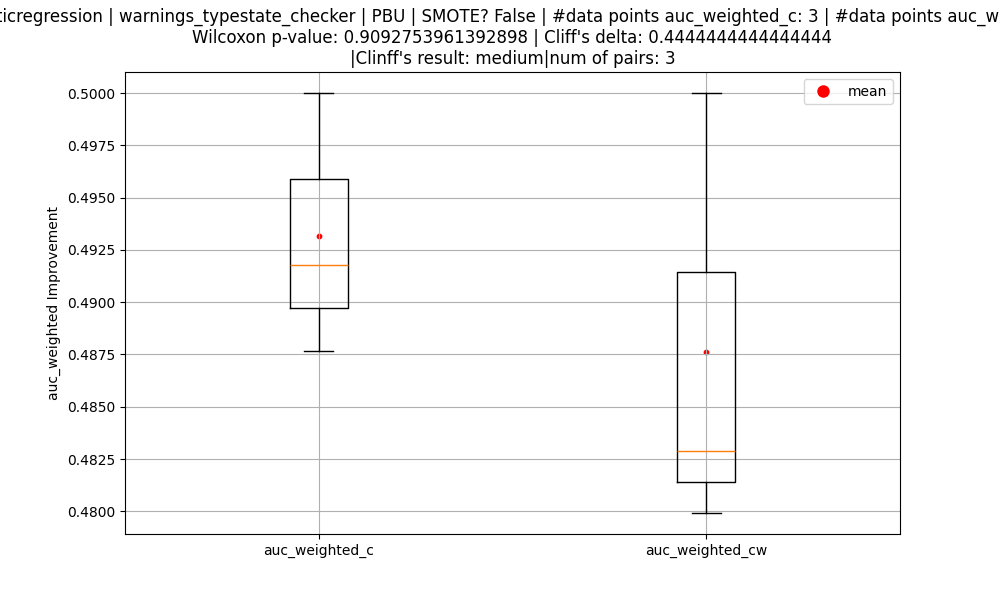 ticregression | warnings_typestate_checker | PBU | SMOTE? False | #data points auc_weighted_c: 3 | #data points auc_w
Wilcoxon p-value: 0.9092753961392898 | Cliff's delta: 0.4444444444444444
|Clinff's result: medium|num of pairs: 3
mean
0.5000
0.4975
0.4950
0.4925
0.4900
0.4875
0.4850
0.4825
0.4800
auc_weighted Improvement
auc_weighted_c
auc_weighted_cw